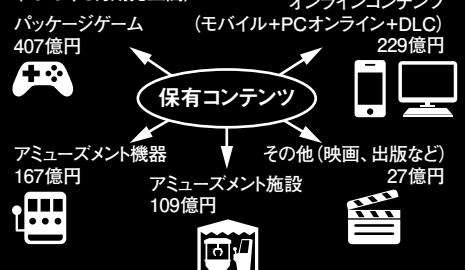 パッケージゲーム
407億円
(モバイル+PCオンライン+DLC)
229億円
保有コンテンツ
アミューズメント機器
167億円
アミューズメント施設
109億円
その他(映画、出版など)
27億円